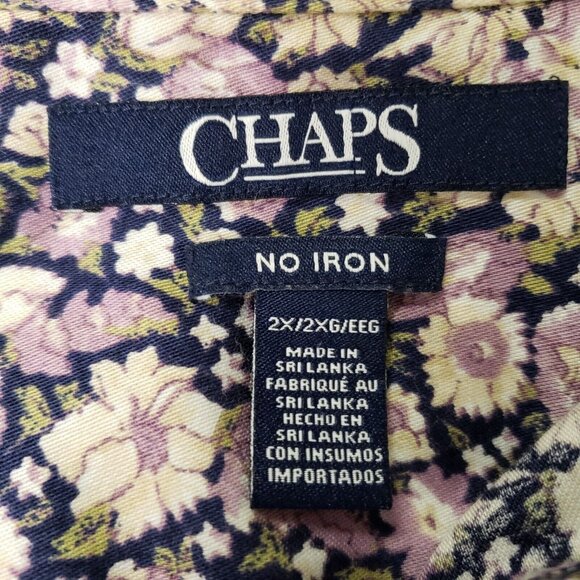 CHAPS
NO IRON
2X/2XG/EEG
MADE IN
SRI LANKA
FABRIQUÉ AU
SRI LANKA
HECHO EN
SRI LANKA
CON INSUMOS
IMPORTADOS